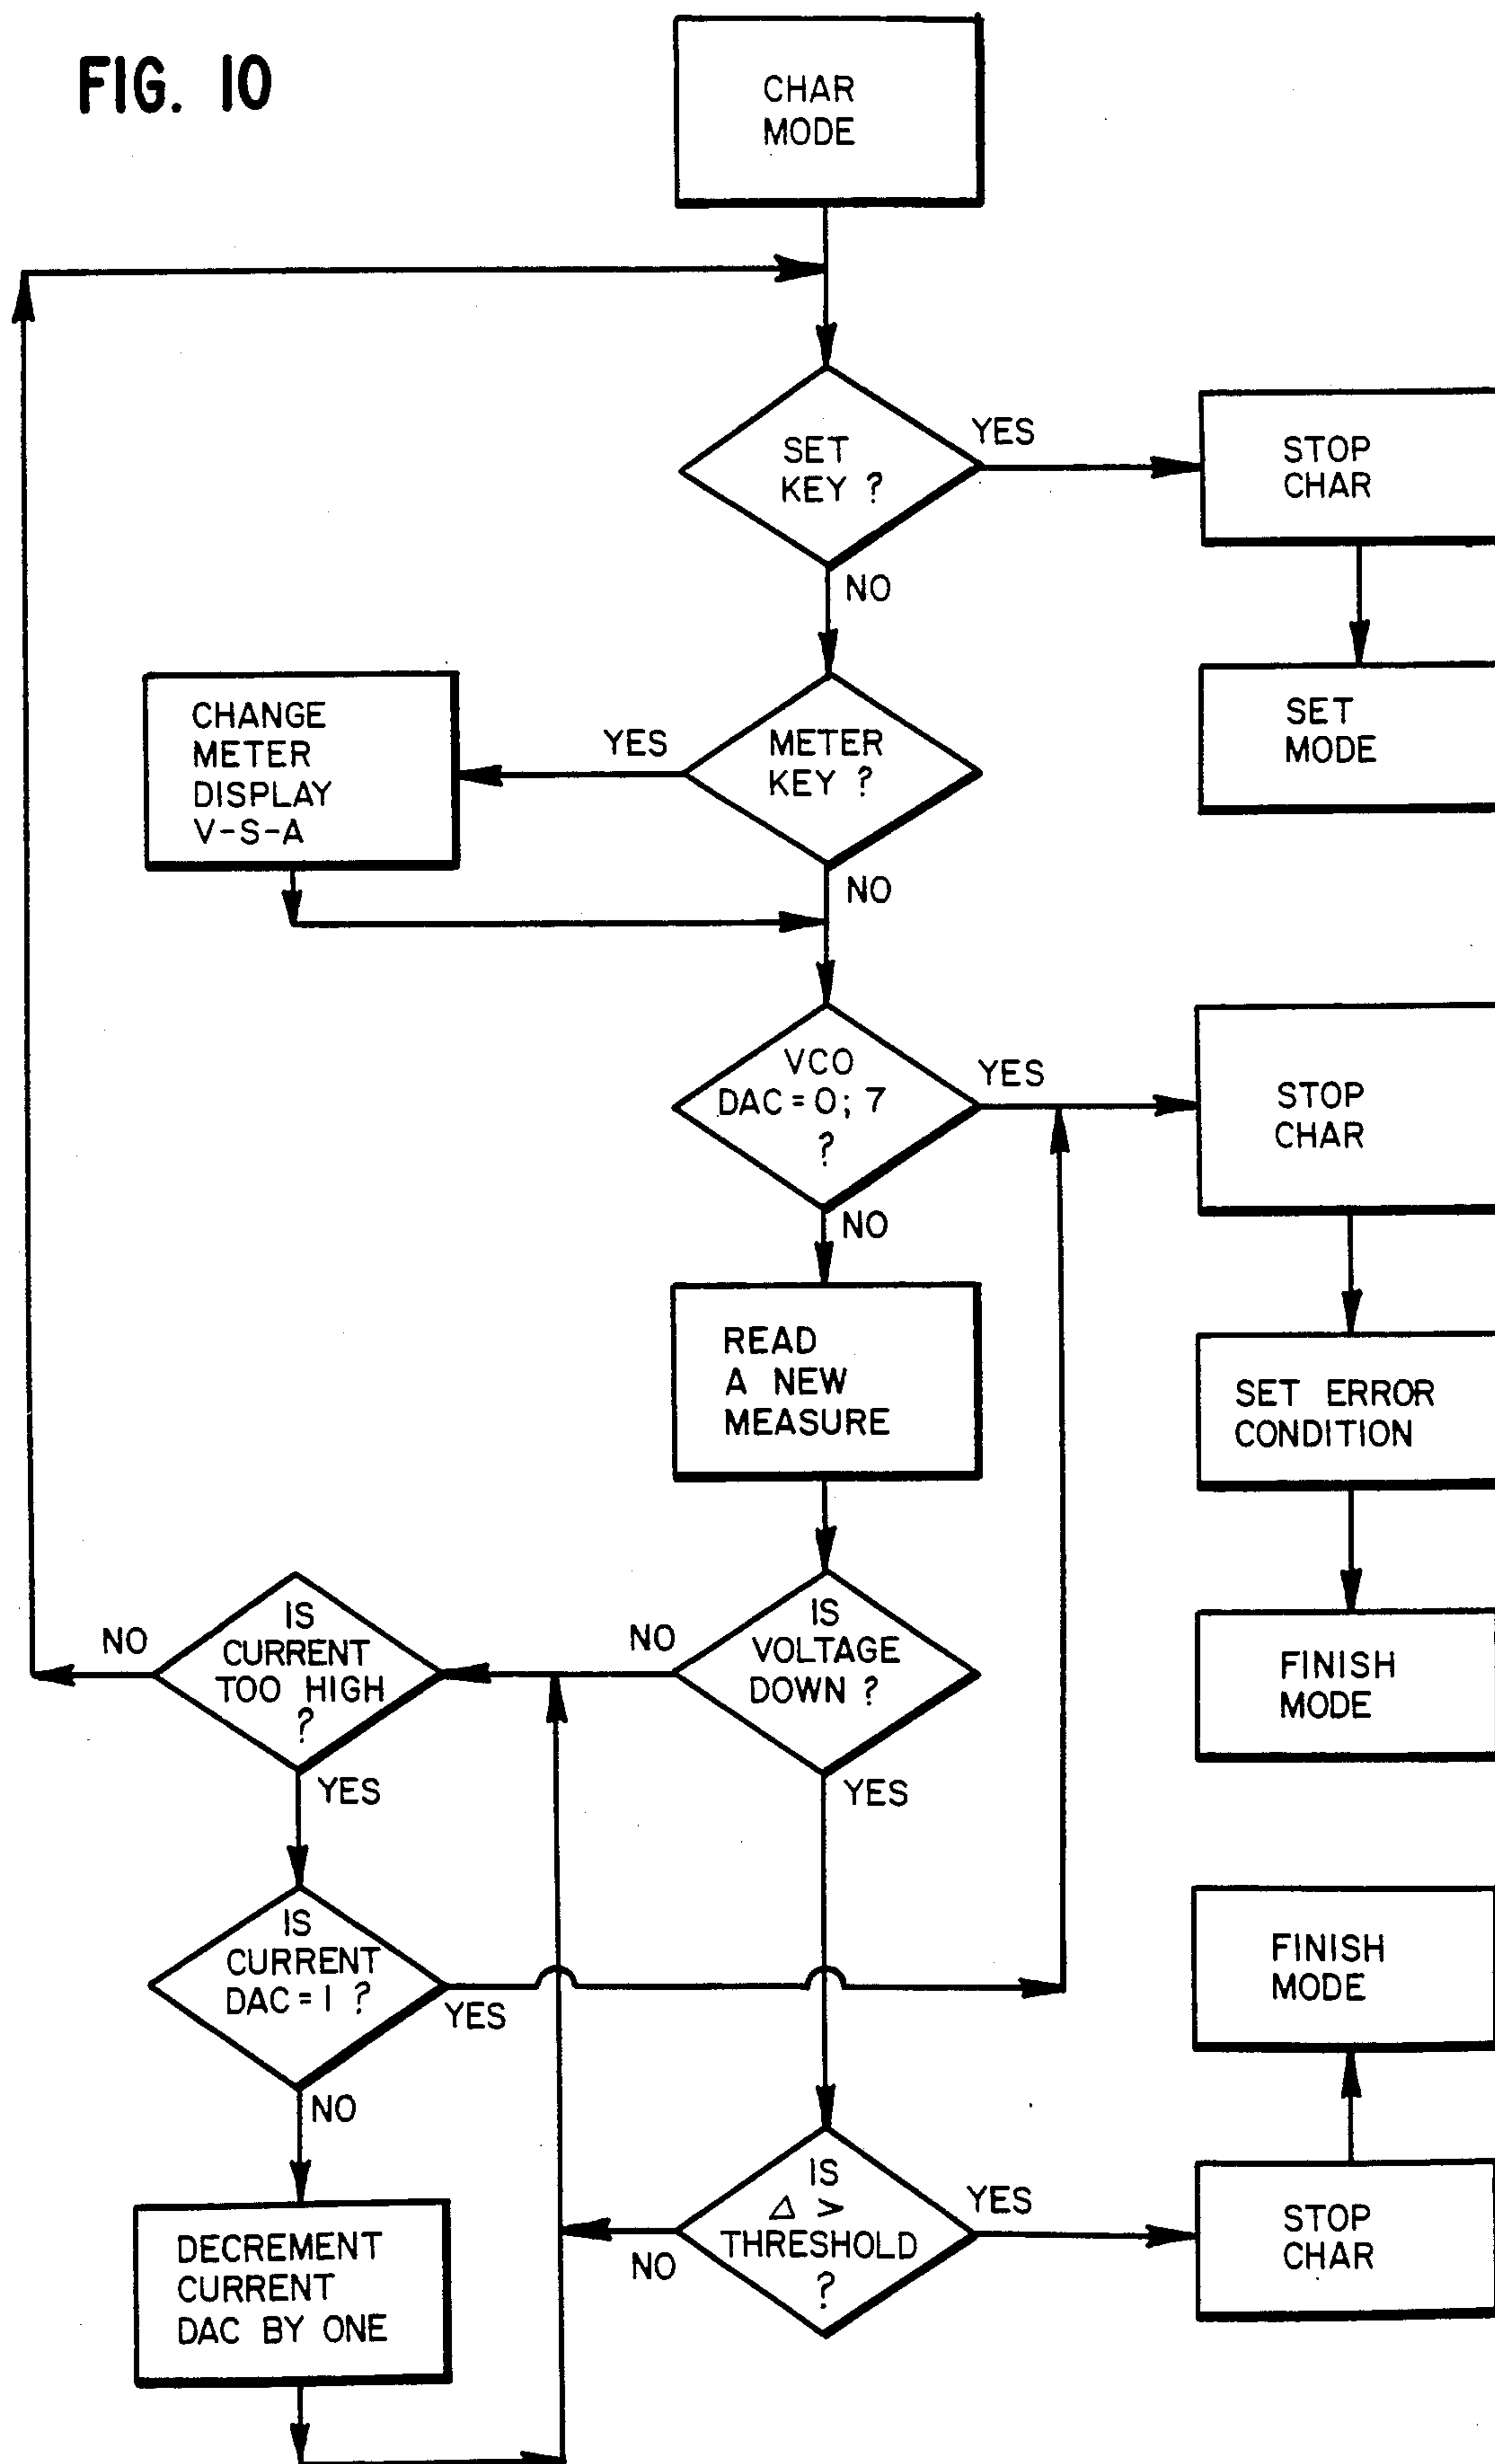 FIG. 10
CHAR
MODE
SET
KEY ?
YES
STOP
CHAR
NO
SET
MODE
METER
KEY ?
YES
CHANGE
METER
DISPLAY
V-S-A
NO
VCO
DAC = 0; 7
?
YES
STOP
CHAR
NO
READ
A NEW
MEASURE
SET ERROR
CONDITION
FINISH
MODE
IS
VOLTAGE
DOWN ?
NO
YES
IS
CURRENT
TOO HIGH
?
NO
YES
IS
CURRENT
DAC = 1 ?
YES
NO
FINISH
MODE
DECREMENT
CURRENT
DAC BY ONE
IS
Δ >
THRESHOLD
?
NO
YES
STOP
CHAR